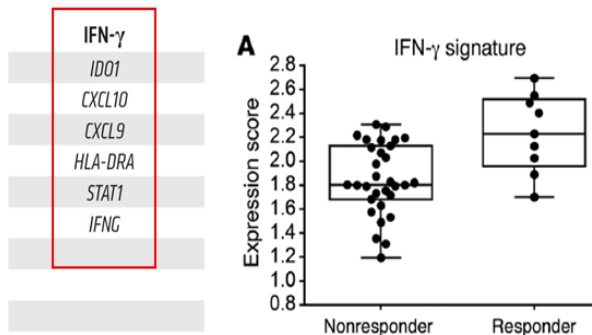 IFN-γ
IDO1
CXCL10
CXCL9
HLA-DRA
STAT1
IFNG
A
IFN-γ signature
Expression score
2.8
2.6
2.4
2.2
2.0
1.8
1.6
1.4
1.2
1.0
0.8
Nonresponder Responder